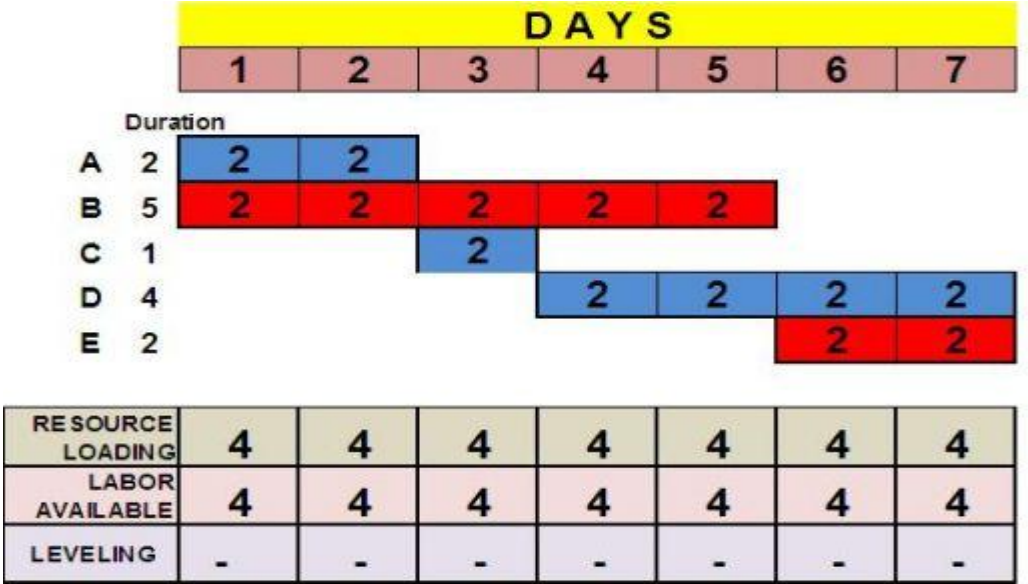 D A Y S
1 2 3 4 5 6 7
Duration
A 2 2 2
B 5 2 2 2 2 2
C 1 2
D 4 2 2 2 2
E 2 2 2
RESOURCE
LOADING 4 4 4 4 4 4 4
LABOR
AVAILABLE 4 4 4 4 4 4 4
LEVELING - - - - - - -